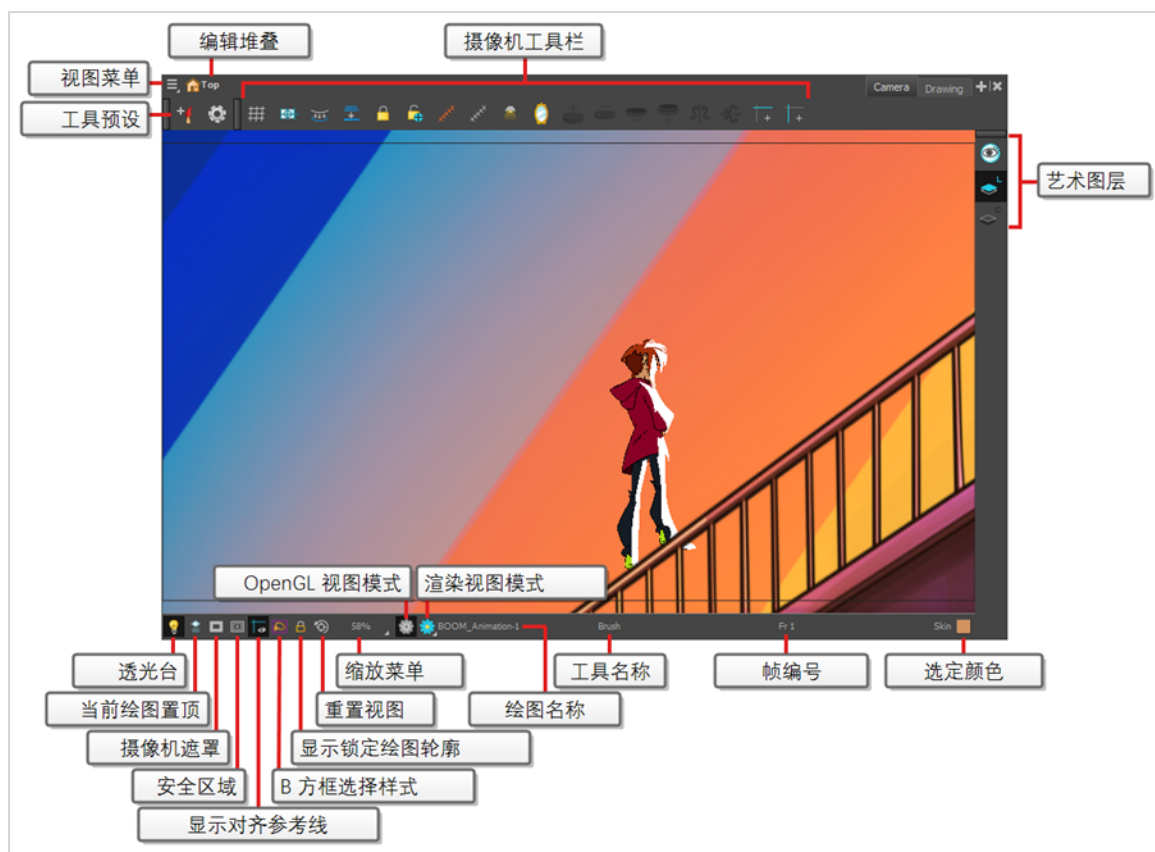 编辑堆叠
摄像机工具栏
视图菜单
Top
Camera
Drawing
工具预设
L
C
艺术图层
OpenGL 视图模式
渲染视图模式
58%
BOOM_Animation-1
Brush
Fr 1
Skin
透光台
缩放菜单
工具名称
帧编号
选定颜色
当前绘图置顶
重置视图
绘图名称
摄像机遮罩
显示锁定绘图轮廓
安全区域
B 方框选择样式
显示对齐参考线